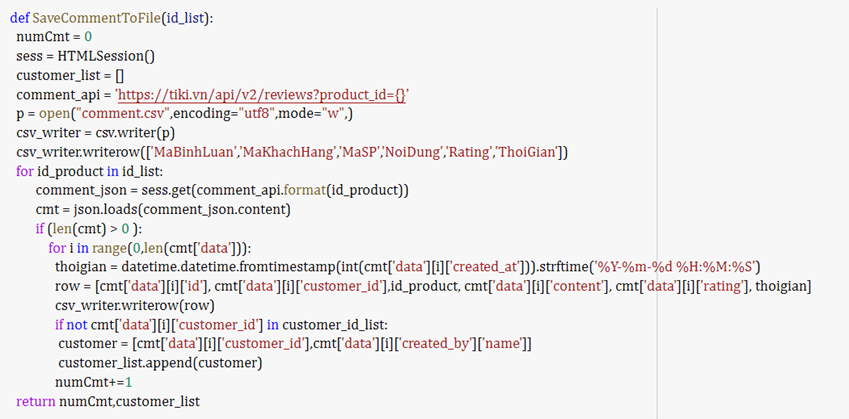 def SaveCommentToFile(id_list):
numCmt = 0
sess = HTMLSession()
customer_list = []
comment_api = 'https://tiki.vn/api/v2/reviews?product_id={}'
p = open("comment.csv",encoding="utf8",mode="w",)
csv_writer = csv.writer(p)
csv_writer.writerow(['MaBinhLuan','MaKhachHang','MaSP','NoiDung','Rating','ThoiGian'])
for id_product in id_list:
comment_json = sess.get(comment_api.format(id_product))
cmt = json.loads(comment_json.content)
if (len(cmt) > 0 ):
for i in range(0,len(cmt['data'])):
thoigian = datetime.datetime.fromtimestamp(int(cmt['data'][i]['created_at'])).strftime('%Y-%m-%d %H:%M:%S')
row = [cmt['data'][i]['id'], cmt['data'][i]['customer_id'],id_product, cmt['data'][i]['content'], cmt['data'][i]['rating'], thoigian]
csv_writer.writerow(row)
if not cmt['data'][i]['customer_id'] in customer_id_list:
customer = [cmt['data'][i]['customer_id'],cmt['data'][i]['created_by']['name']]
customer_list.append(customer)
numCmt+=1
return numCmt,customer_list